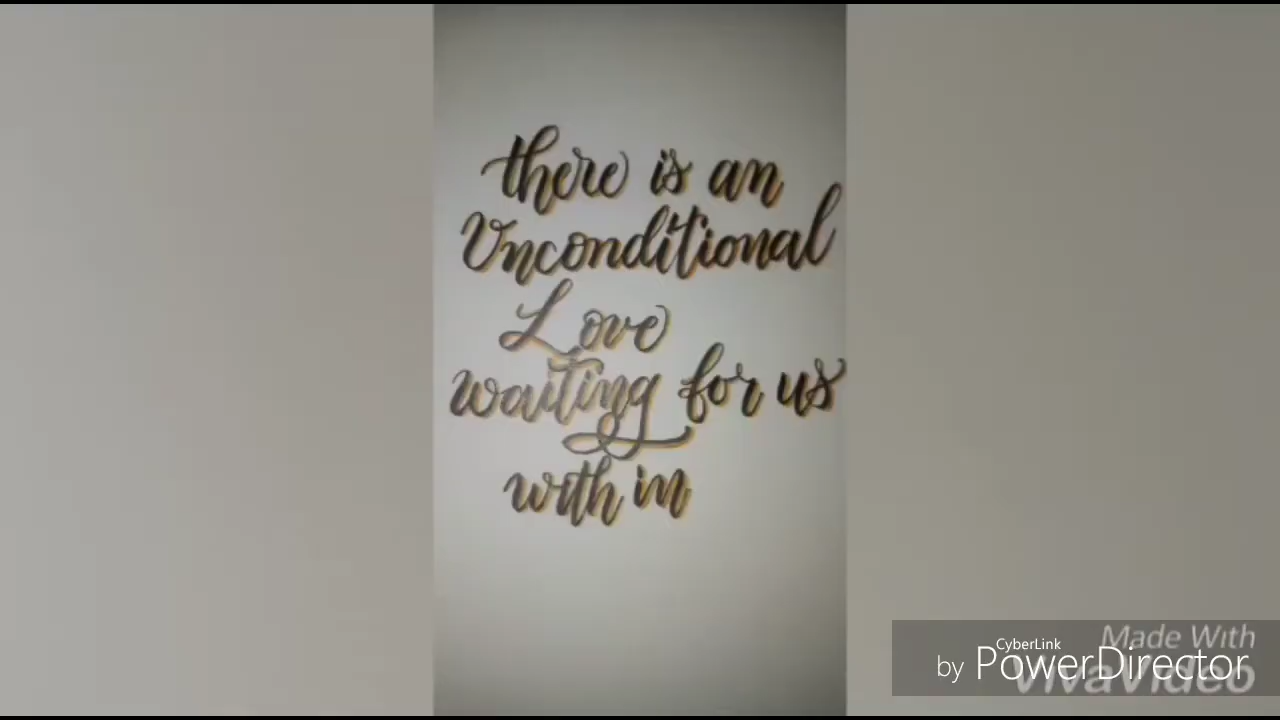 there is an
Unconditional
Love
waiting for us
with in
CyberLink
by PowerDirector
Made With
VivaVideo